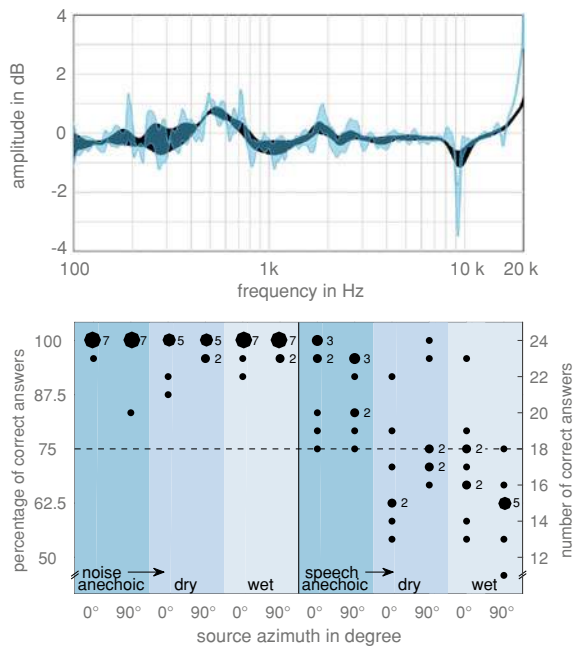 4
2
0
-2
-4
amplitude in dB
100 1k 10 k 20 k
frequency in Hz
100 7 7 5 5 7 7 3 24
2 2 2 3
22
87.5
2 20
75 2 2 18
2 2
16
62.5 2 5
14
50 12
percentage of correct answers
number of correct answers
noise speech
anechoic dry wet anechoic dry wet
0° 90° 0° 90° 0° 90° 0° 90° 0° 90° 0° 90°
source azimuth in degree